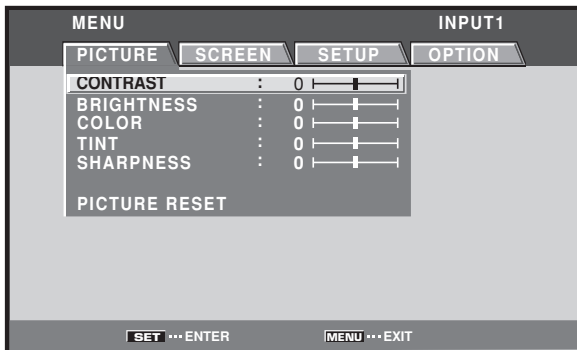 MENU INPUT1
PICTURE SCREEN SETUP OPTION
CONTRAST : 0
BRIGHTNESS : 0
COLOR : 0
TINT : 0
SHARPNESS : 0
PICTURE RESET
SET ··· ENTER MENU ··· EXIT